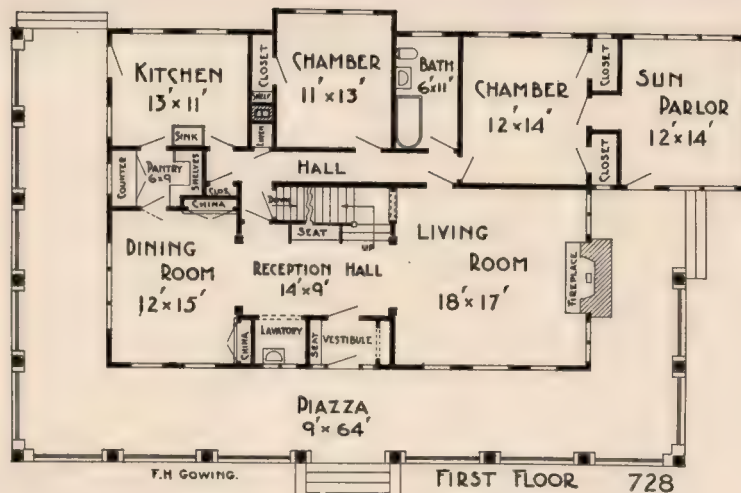 KITCHEN
13' × 11'
CLOSET
SHELF
LINEN
CHAMBER
11' × 13'
BATH
6' × 11'
CHAMBER
12' × 14'
CLOSET
CLOSET
SUN
PARLOR
12' × 14'
SINK
COUNTER
PANTRY
6 × 9
SHELVES
CLOS.
CHINA
HALL
DOWN
SEAT
UP
DINING
ROOM
12' × 15'
RECEPTION HALL
14' × 9'
LIVING
ROOM
18' × 17'
FIREPLACE
CHINA
LAVATORY
SEAT
VESTIBULE
PIAZZA
9' × 64'
F.H GOWING.
FIRST FLOOR 728